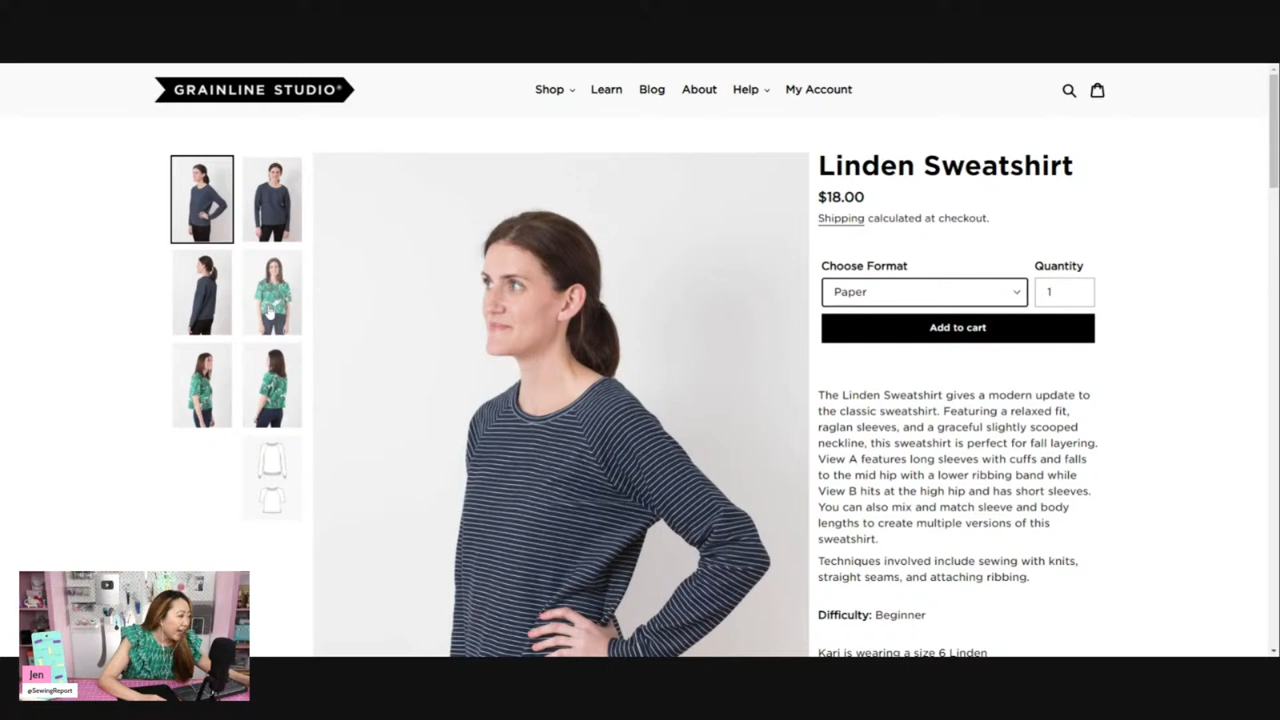 GRAINLINE STUDIO®
Shop
Learn
Blog
About
Help
My Account
Linden Sweatshirt
$18.00
Shipping calculated at checkout.
Choose Format
Quantity
Paper
1
Add to cart
The Linden Sweatshirt gives a modern update to
the classic sweatshirt. Featuring a relaxed fit,
raglan sleeves, and a graceful slightly scooped
neckline, this sweatshirt is perfect for fall layering.
View A features long sleeves with cuffs and falls
to the mid hip with a lower ribbing band while
View B hits at the high hip and has short sleeves.
You can also mix and match sleeve and body
lengths to create multiple versions of this
sweatshirt.
Techniques involved include sewing with knits,
straight seams, and attaching ribbing.
Difficulty: Beginner
Kari is wearing a size 6 Linden
Jen
@SewingReport